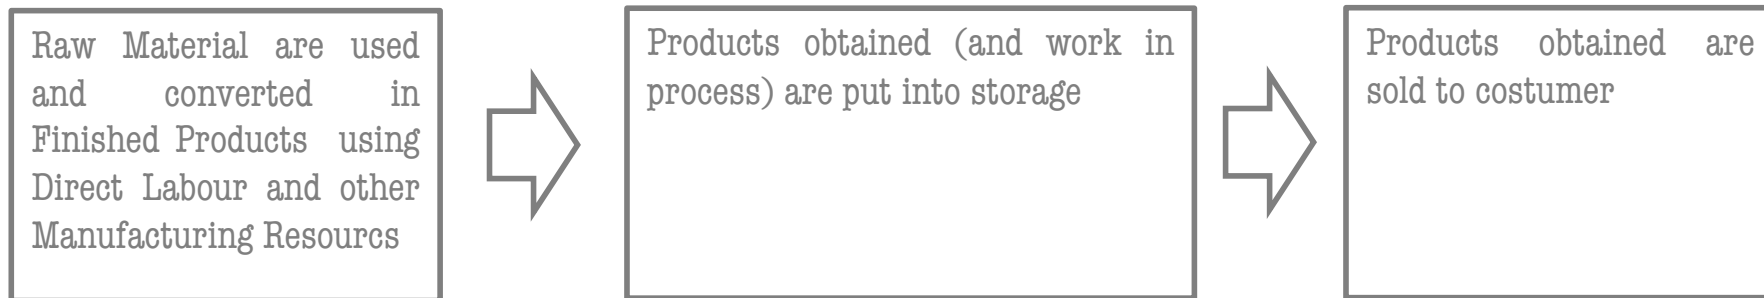 Raw Material are used
and converted in
Finished Products using
Direct Labour and other
Manufacturing Resourcs
Products obtained (and work in
process) are put into storage
Products obtained are
sold to costumer